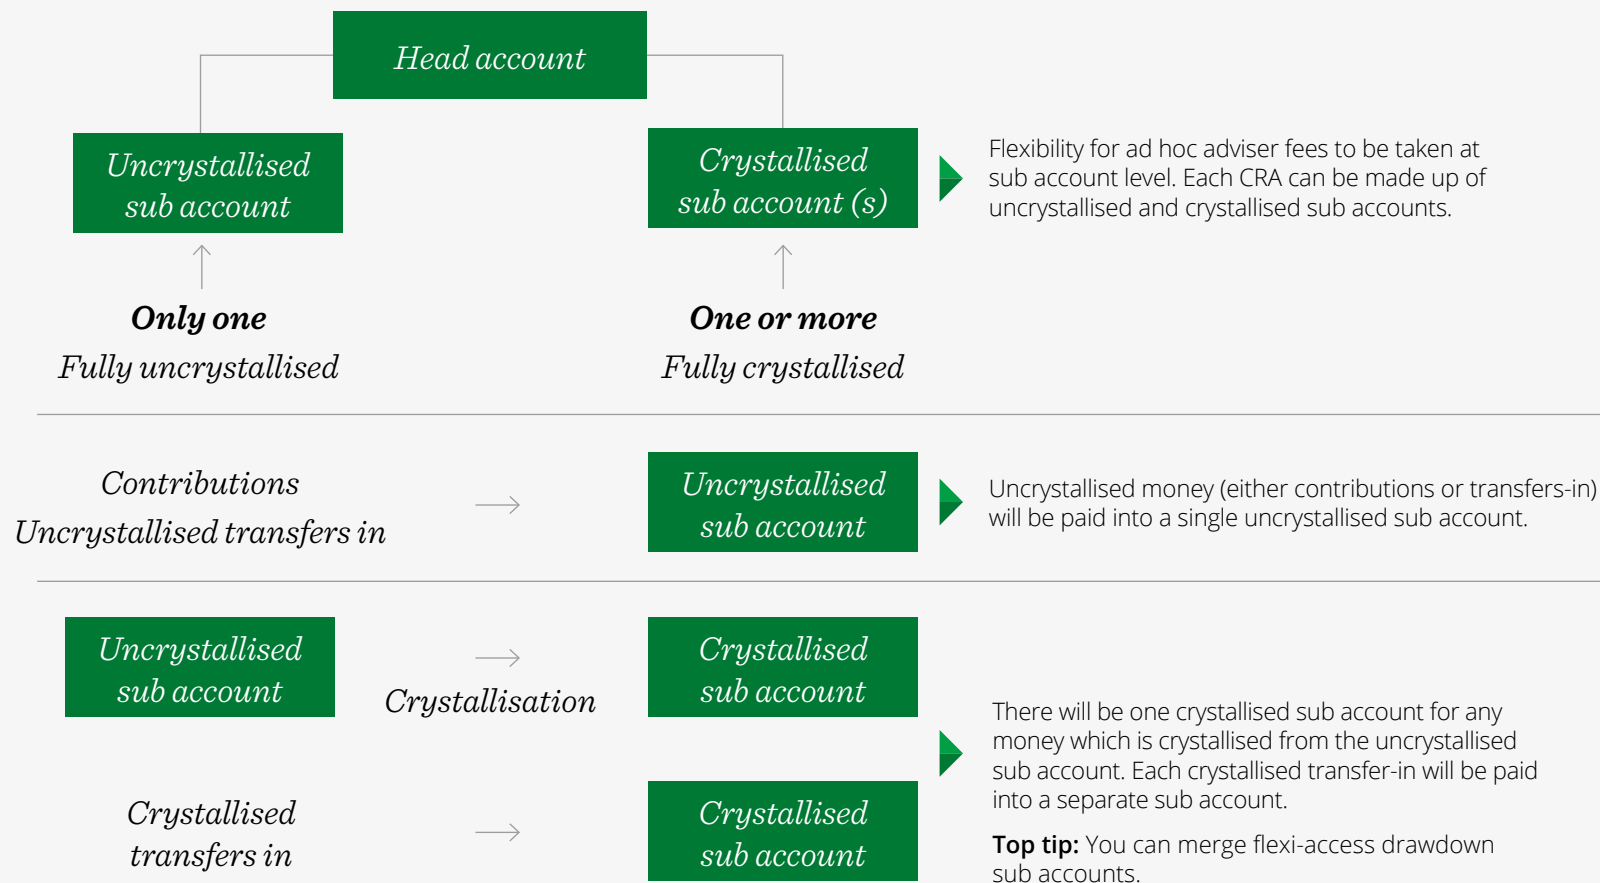 Head account
Uncrystallised
sub account
Crystallised
sub account (s)
Flexibility for ad hoc adviser fees to be taken at
sub account level. Each CRA can be made up of
uncrystallised and crystallised sub accounts.
Only one
Fully uncrystallised
One or more
Fully crystallised
Contributions
Uncrystallised transfers in
Uncrystallised
sub account
Uncrystallised money (either contributions or transfers-in)
will be paid into a single uncrystallised sub account.
Uncrystallised
sub account
Crystallisation
Crystallised
sub account
Crystallised
transfers in
Crystallised
sub account
There will be one crystallised sub account for any
money which is crystallised from the uncrystallised
sub account. Each crystallised transfer-in will be paid
into a separate sub account.
Top tip: You can merge flexi-access drawdown
sub accounts.